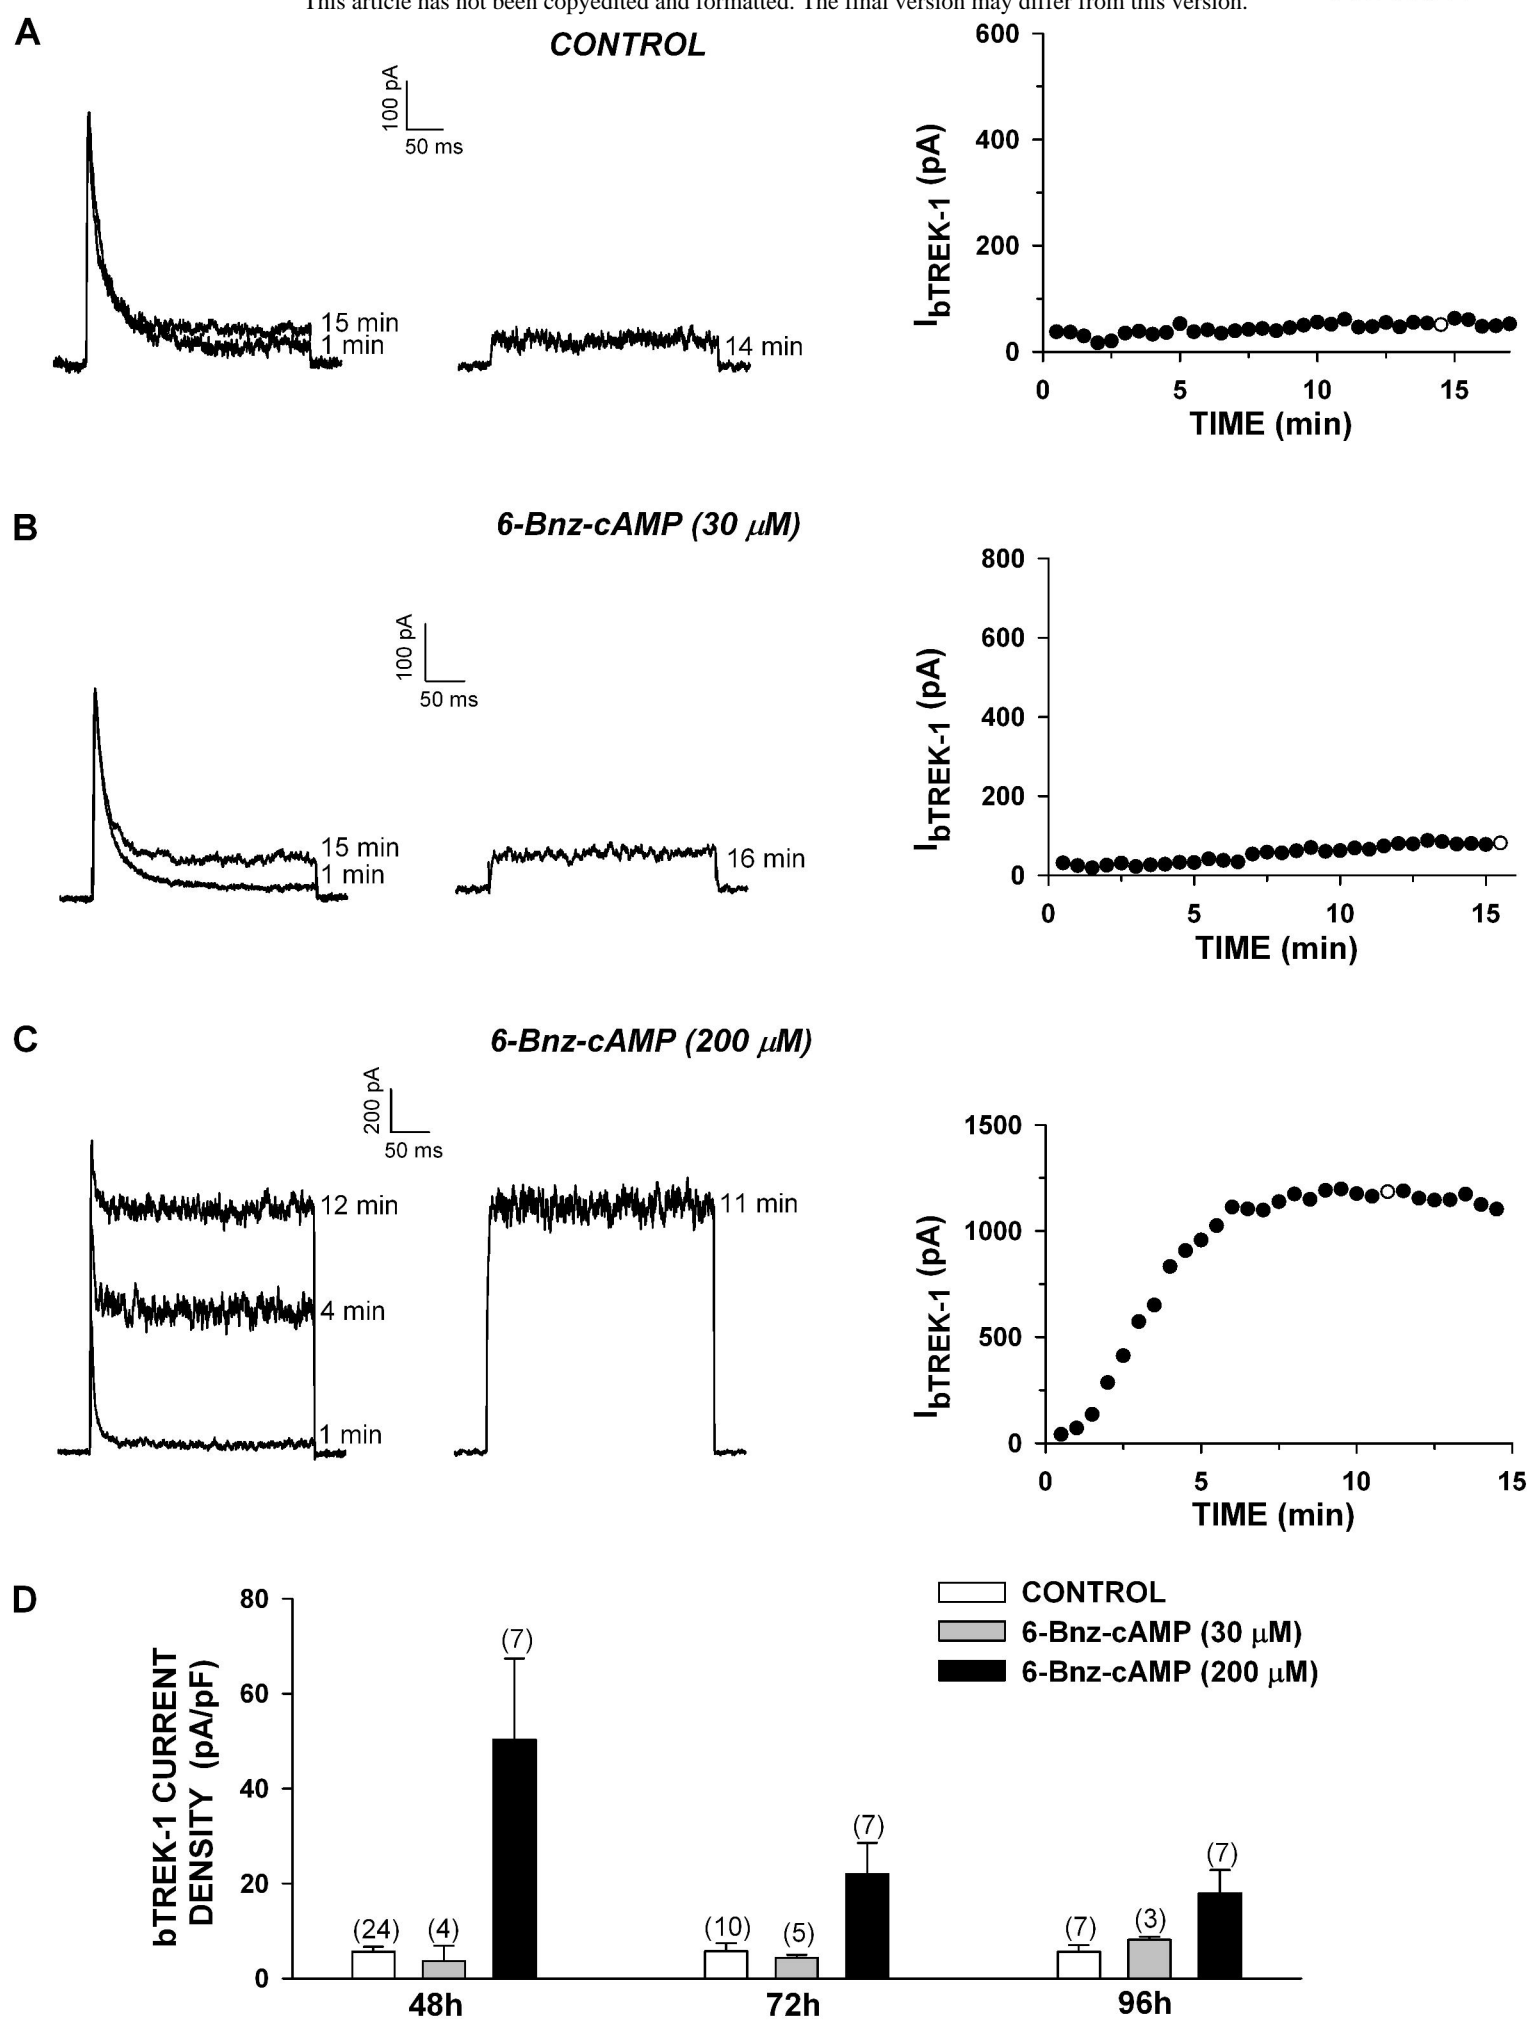 This article has not been copyedited and formatted. The final version may differ from this version.
A
CONTROL
100 pA
50 ms
15 min
1 min
14 min
600
400
200
0
IbTREK-1 (pA)
0 5 10 15
TIME (min)
B
6-Bnz-cAMP (30 μM)
100 pA
50 ms
15 min
1 min
16 min
800
600
400
200
0
IbTREK-1 (pA)
0 5 10 15
TIME (min)
C
6-Bnz-cAMP (200 μM)
200 pA
50 ms
12 min
4 min
1 min
11 min
1500
1000
500
0
IbTREK-1 (pA)
0 5 10 15
TIME (min)
D
CONTROL
6-Bnz-cAMP (30 μM)
6-Bnz-cAMP (200 μM)
bTREK-1 CURRENT
DENSITY (pA/pF)
80
60
40
20
0
(24) (4) (7)
(10) (5) (7)
(7) (3) (7)
48h 72h 96h